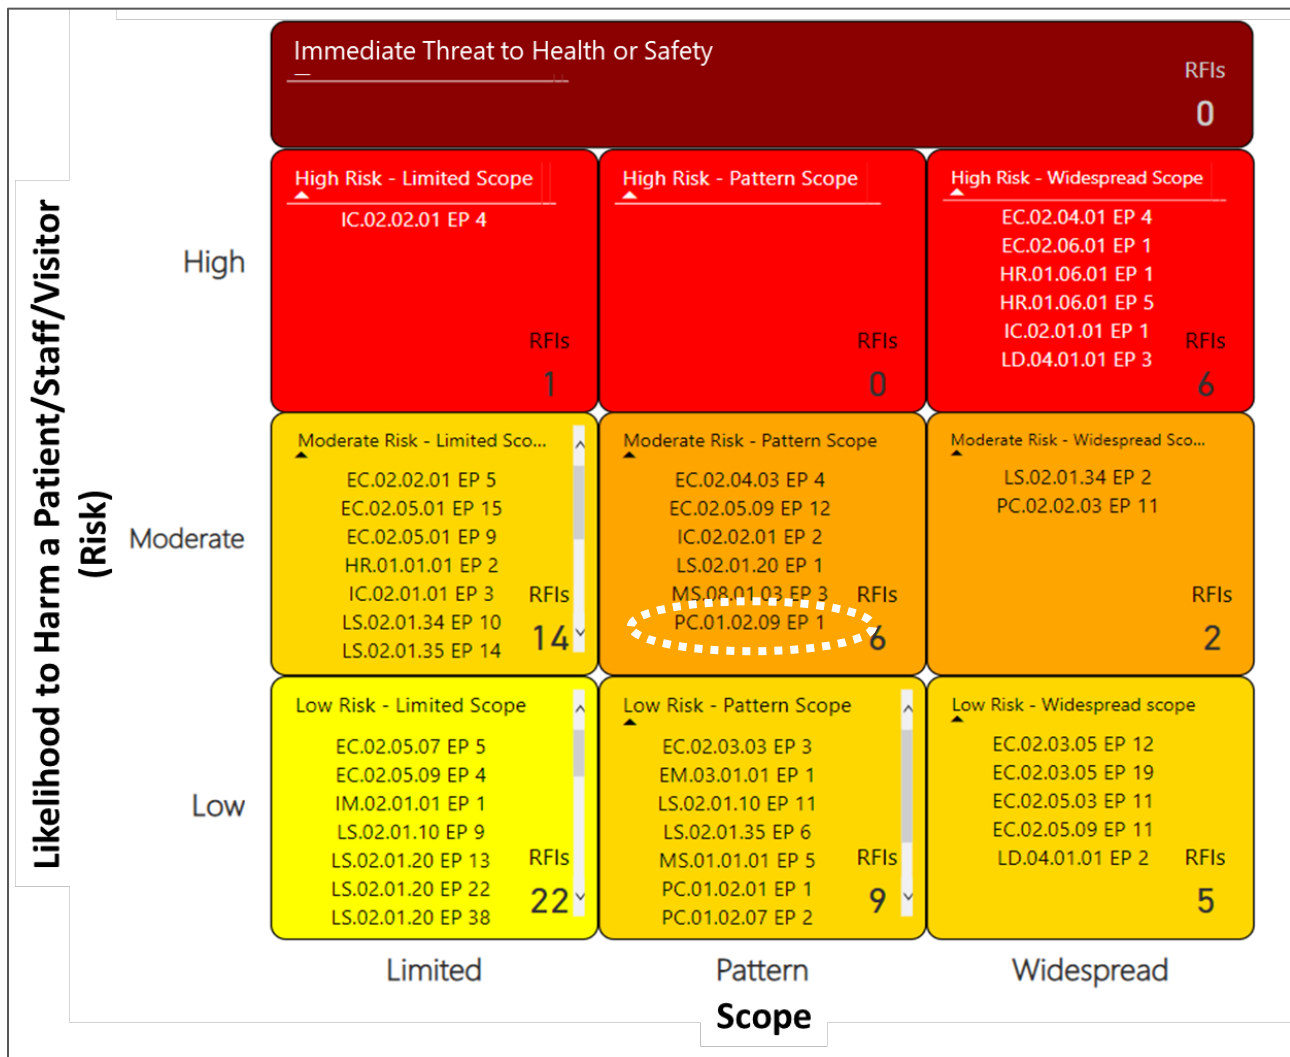 Immediate Threat to Health or Safety
RFIs
0
Likelihood to Harm a Patient/Staff/Visitor
(Risk)
High
High Risk - Limited Scope
IC.02.02.01 EP 4
RFIs
1
High Risk - Pattern Scope
RFIs
0
High Risk - Widespread Scope
EC.02.04.01 EP 4
EC.02.06.01 EP 1
HR.01.06.01 EP 1
HR.01.06.01 EP 5
IC.02.01.01 EP 1
LD.04.01.01 EP 3
RFIs
6
Moderate
Moderate Risk - Limited Sco...
EC.02.02.01 EP 5
EC.02.05.01 EP 15
EC.02.05.01 EP 9
HR.01.01.01 EP 2
IC.02.01.01 EP 3
LS.02.01.34 EP 10
LS.02.01.35 EP 14
RFIs
14
Moderate Risk - Pattern Scope
EC.02.04.03 EP 4
EC.02.05.09 EP 12
IC.02.02.01 EP 2
LS.02.01.20 EP 1
MS.08.01.03 EP 3
PC.01.02.09 EP 1
RFIs
6
Moderate Risk - Widespread Sco...
LS.02.01.34 EP 2
PC.02.02.03 EP 11
RFIs
2
Low
Low Risk - Limited Scope
EC.02.05.07 EP 5
EC.02.05.09 EP 4
IM.02.01.01 EP 1
LS.02.01.10 EP 9
LS.02.01.20 EP 13
LS.02.01.20 EP 22
LS.02.01.20 EP 38
RFIs
22
Low Risk - Pattern Scope
EC.02.03.03 EP 3
EM.03.01.01 EP 1
LS.02.01.10 EP 11
LS.02.01.35 EP 6
MS.01.01.01 EP 5
PC.01.02.01 EP 1
PC.01.02.07 EP 2
RFIs
9
Low Risk - Widespread scope
EC.02.03.05 EP 12
EC.02.03.05 EP 19
EC.02.05.03 EP 11
EC.02.05.09 EP 11
LD.04.01.01 EP 2
RFIs
5
Limited
Pattern
Widespread
Scope